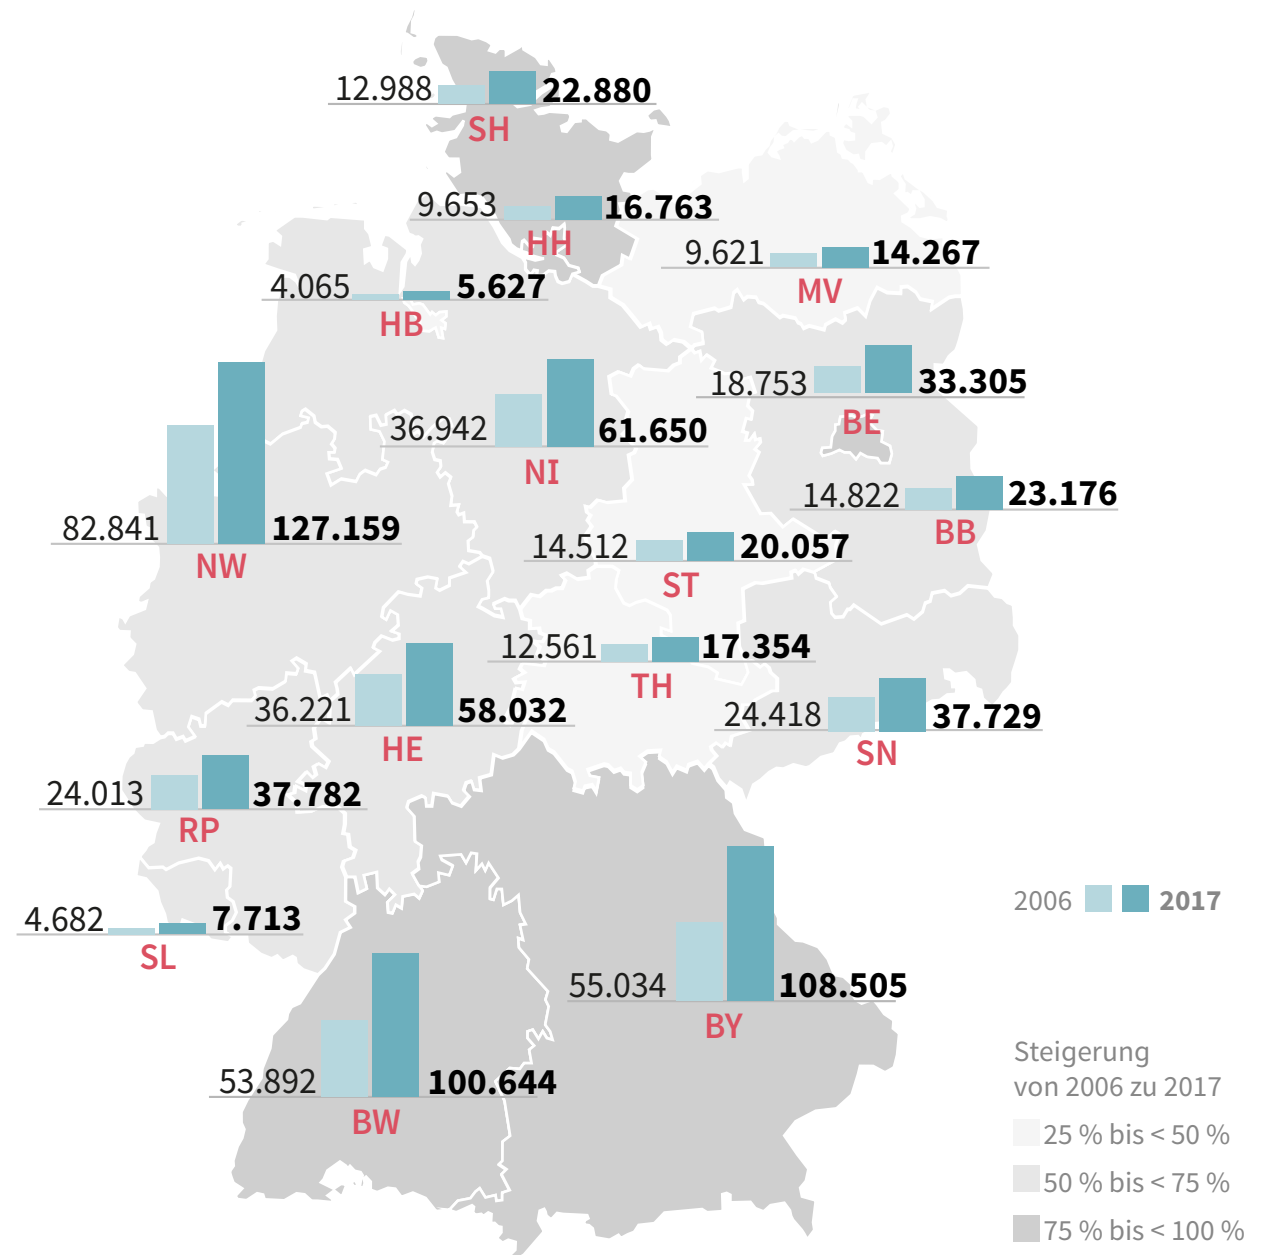 12.988 22.880
SH
9.653 16.763
HH
9.621 14.267
MV
4.065 5.627
HB
18.753 33.305
BE
36.942 61.650
NI
14.822 23.176
BB
82.841 127.159
NW
14.512 20.057
ST
12.561 17.354
TH
36.221 58.032
HE
24.418 37.729
SN
24.013 37.782
RP
4.682 7.713
SL
2006 2017
55.034 108.505
BY
53.892 100.644
BW
Steigerung
von 2006 zu 2017
25 % bis < 50 %
50 % bis < 75 %
75 % bis < 100 %